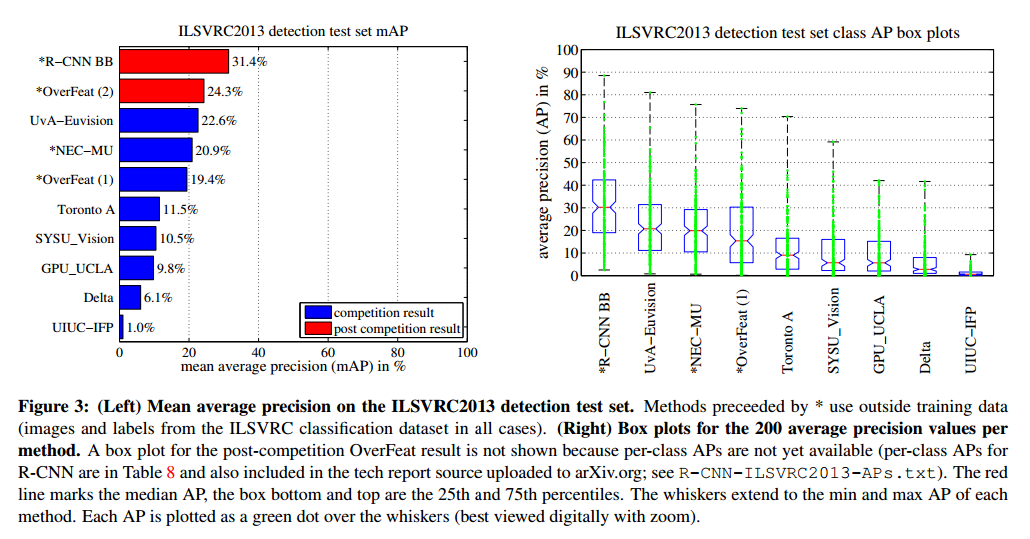 ILSVRC2013 detection test set mAP
*R−CNN BB
31.4%
*OverFeat (2)
24.3%
UvA−Euvision
22.6%
*NEC−MU
20.9%
*OverFeat (1)
19.4%
Toronto A
11.5%
SYSU_Vision
10.5%
GPU_UCLA
9.8%
Delta
6.1%
UIUC−IFP
1.0%
competition result
post competition result
0 20 40 60 80 100
mean average precision (mAP) in %
ILSVRC2013 detection test set class AP box plots
100
90
80
70
60
50
40
30
20
10
0
average precision (AP) in %
*R−CNN BB
UvA−Euvision
*NEC−MU
*OverFeat (1)
Toronto A
SYSU_Vision
GPU_UCLA
Delta
UIUC−IFP
Figure 3: (Left) Mean average precision on the ILSVRC2013 detection test set. Methods preceeded by * use outside training data
(images and labels from the ILSVRC classification dataset in all cases). (Right) Box plots for the 200 average precision values per
method. A box plot for the post-competition OverFeat result is not shown because per-class APs are not yet available (per-class APs for
R-CNN are in Table 8 and also included in the tech report source uploaded to arXiv.org; see R-CNN-ILSVRC2013-APs.txt). The red
line marks the median AP, the box bottom and top are the 25th and 75th percentiles. The whiskers extend to the min and max AP of each
method. Each AP is plotted as a green dot over the whiskers (best viewed digitally with zoom).